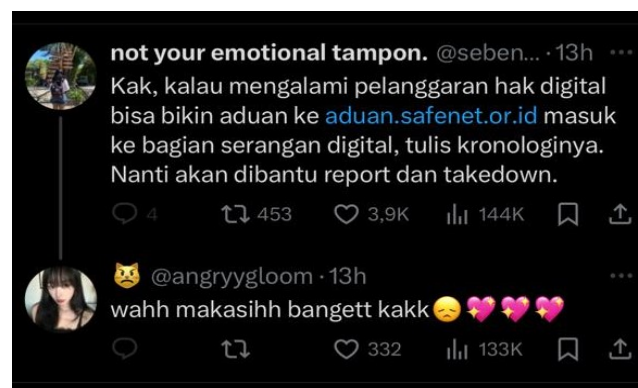 not your emotional tampon. @seben... · 13h
Kak, kalau mengalami pelanggaran hak digital
bisa bikin aduan ke aduan.safenet.or.id masuk
ke bagian serangan digital, tulis kronologinya.
Nanti akan dibantu report dan takedown.
4 453 3,9K 144K
😾 @angryygloom · 13h
wahh makasihh bangett kakk😞💖💖💖
332 133K